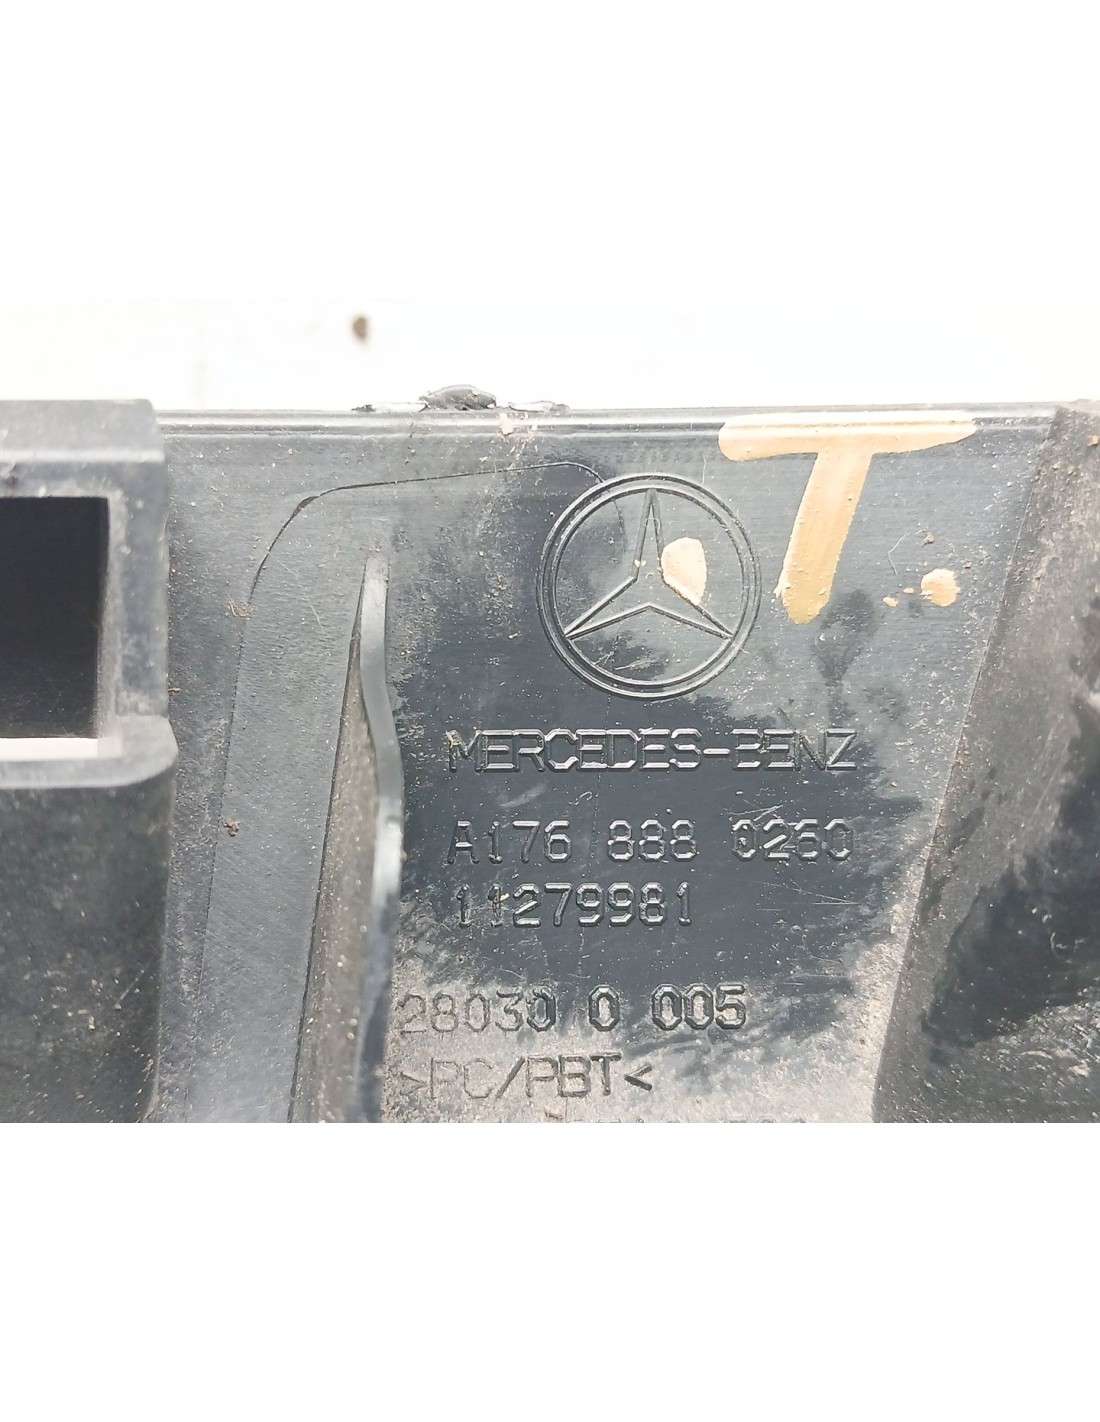 T.
MERCEDES-BENZ
A176 888 0260
11279981
28030 0 005
>PC/PBT<